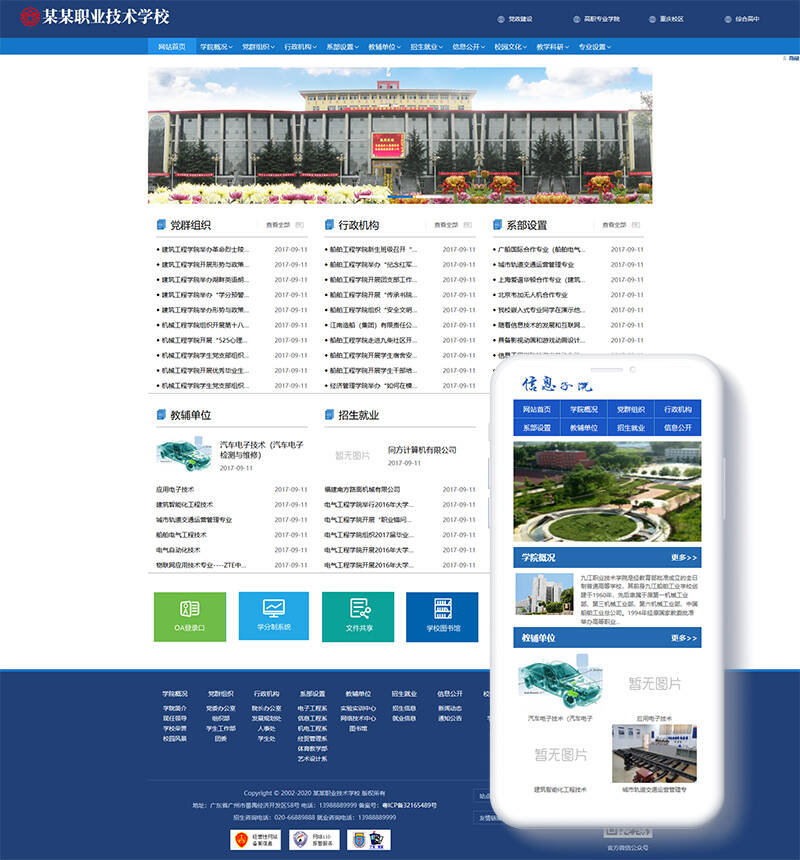 某某职业技术学校
党政建设 高职专业学院 重庆校区 综合高中
网站首页 学院概况 党群组织 行政机构 系部设置 教辅单位 招生就业 信息公开 校园文化 教学科研 专业设置
党群组织 查看全部
建筑工程学院举办革命烈士陵... 2017-09-11
建筑工程学院开展形势与政策... 2017-09-11
建筑工程学院举办湖畔英语朗... 2017-09-11
建筑工程学院举办“学分预警... 2017-09-11
建筑工程学院举办形势与政策... 2017-09-11
机械工程学院组织开展第十八... 2017-09-11
机械工程学院开展“525心理... 2017-09-11
机械工程学院学生党支部组织... 2017-09-11
机械工程学院开展优秀毕业生... 2017-09-11
机械工程学院学生党支部组织... 2017-09-11
行政机构 查看全部
船舶工程学院新生班级召开“... 2017-09-11
船舶工程学院举办“纪念红军... 2017-09-11
船舶工程学院开展团支部工作... 2017-09-11
船舶工程学院开展“传承书院... 2017-09-11
船舶工程学院组织“安全文明... 2017-09-11
江南造船（集团）有限责任公... 2017-09-11
船舶工程学院走进九柴社区开... 2017-09-11
船舶工程学院开展学生宿舍安... 2017-09-11
船舶工程学院开展学生干部培... 2017-09-11
经济管理学院举办“如何在模... 2017-09-11
系部设置 查看全部
广船国际合作专业（船舶电气... 2017-09-11
城市轨道交通运营管理专业 2017-09-11
上海爱道华顿合作专业（建筑... 2017-09-11
北京韦加无人机合作专业 2017-09-11
我校嵌入式专业同学在演示他... 2017-09-11
随着信息技术的发展和互联网... 2017-09-11
具备影视动画和游戏动画设计... 2017-09-11
教辅单位
汽车电子技术（汽车电子
检测与维修）
2017-09-11
应用电子技术 2017-09-11
建筑智能化工程技术 2017-09-11
城市轨道交通运营管理专业 2017-09-11
船舶电气工程技术 2017-09-11
电气自动化技术 2017-09-11
物联网应用技术专业----ZTE中... 2017-09-11
招生就业
暂无图片
同方计算机有限公司
2017-09-11
福建南方路面机械有限公司 2017-09-11
电气工程学院举行2016年大学... 2017-09-11
电气工程学院开展“职业嬉问... 2017-09-11
电气工程学院组织2017届毕业... 2017-09-11
电气工程学院开展2016年大学... 2017-09-11
电气工程学院开展2016年大学... 2017-09-11
OA登录口 学分制系统 文件共享 学校图书馆
信息学院
网站首页 学院概况 党群组织 行政机构
系部设置 教辅单位 招生就业 信息公开
学院概况 更多>>
九江职业技术学院是经教育部批准成立的全日
制普通高等学校，其前身九江船舶工业学校创
建于1960年，先后隶属于原第一机械工业
部、第三机械工业部、第六机械工业部、中国
船舶工业总公司。1994年经原国家教委批准
举办高等职业...
教辅单位 更多>>
暂无图片
汽车电子技术（汽车电子 应用电子技术
暂无图片
建筑智能化工程技术 城市轨道交通运营管理专
学院概况 党群组织 行政机构 系部设置 教辅单位 招生就业 信息公开
学院简介 党委办公室 院长办公室 电子工程系 实验实训中心 招生信息 新闻动态
现任领导 组织部 发展规划处 信息工程系 网络技术中心 就业信息 通知公告
学校荣誉 学生工作部 人事处 机电工程系 图书馆
校园风景 团委 学生处 经贸管理系
体育教学部
艺术设计系
Copyright © 2002-2020 某某职业技术学校 版权所有
地址：广东省广州市番禺经济开发区58号 电话：13988889999 备案号：粤ICP备32165489号
招生咨询电话：020-66889888 就业咨询电话：13988889999
经营性网站
备案信息
网络110
报警服务
官方微信公众号